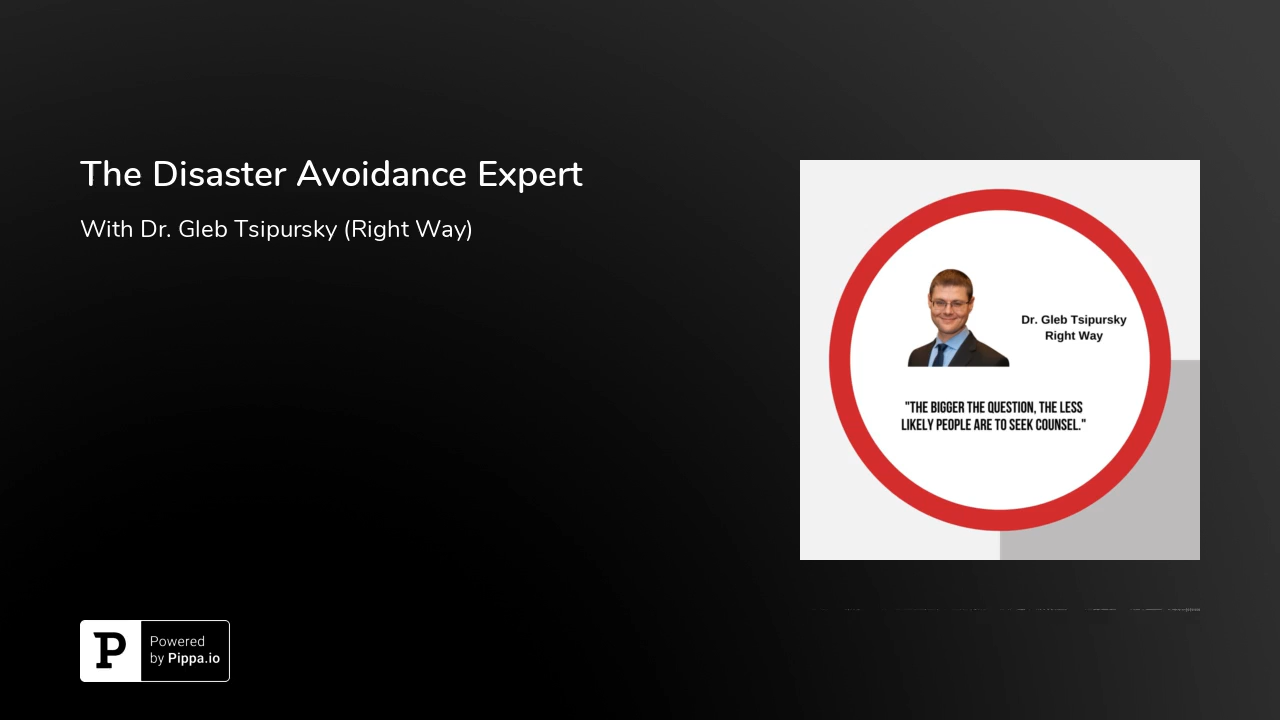 The Disaster Avoidance Expert
With Dr. Gleb Tsipursky (Right Way)
Dr. Gleb Tsipursky
Right Way
"THE BIGGER THE QUESTION, THE LESS
LIKELY PEOPLE ARE TO SEEK COUNSEL."
P
Powered
by Pippa.io